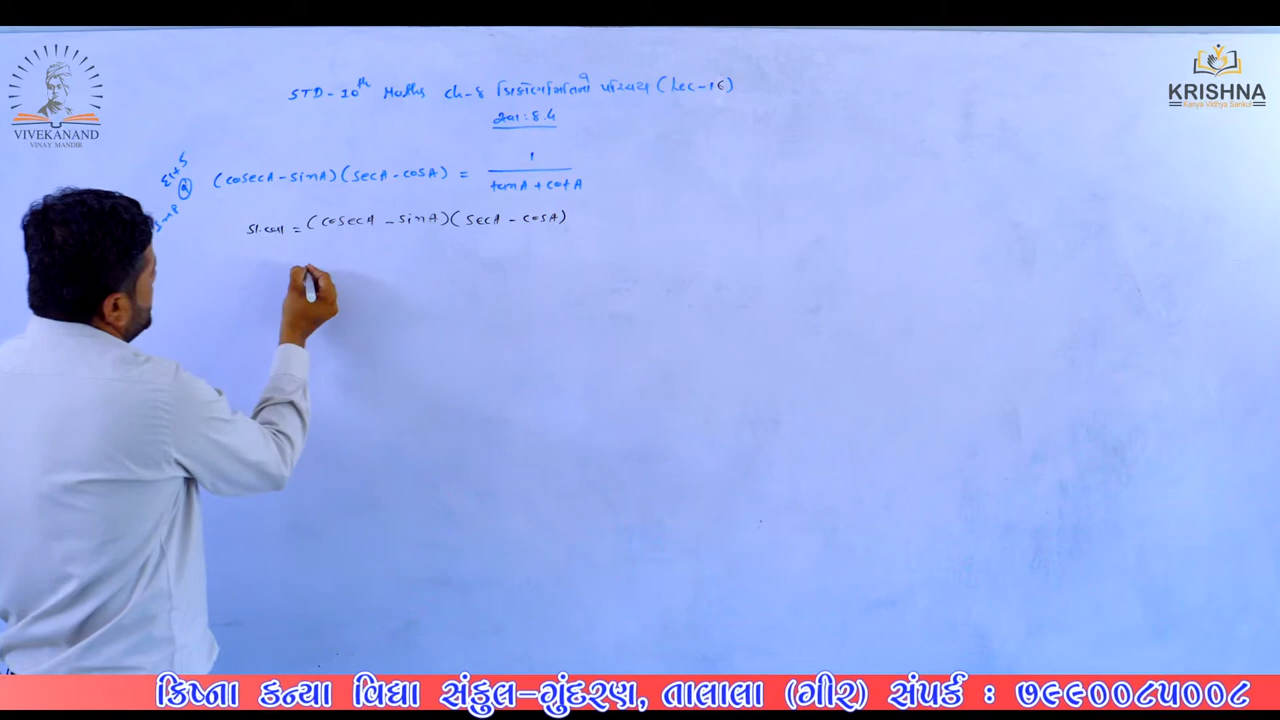 VIVEKANAND
VINAY MANDIR
KRISHNA
Kanya Vidhya Sankul
STD-10th Maths ch-8 ત્રિકોણમિતિનો પરિચય (Lec-16)
સ્વા: 8.4
(cosecA - sinA)(secA - cosA) = 1 / tanA + cotA
= (cosecA - sinA)(secA - cosA)
ક્રિષ્ના કન્યા વિદ્યા સંકુલ-ગુંદરણ, તાલાલા (ગીર) સંપર્ક : ૭૯૯૦૦૮૫૦૦૮